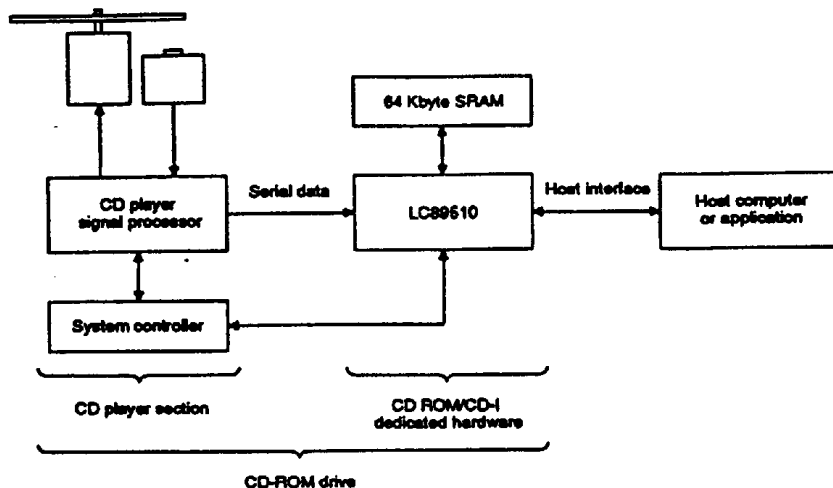 64 Kbyte SRAM
CD player
signal processor
Serial data
LC89510
Host interface
Host computer
or application
System controller
CD player section
CD ROM/CD-I
dedicated hardware
CD-ROM drive